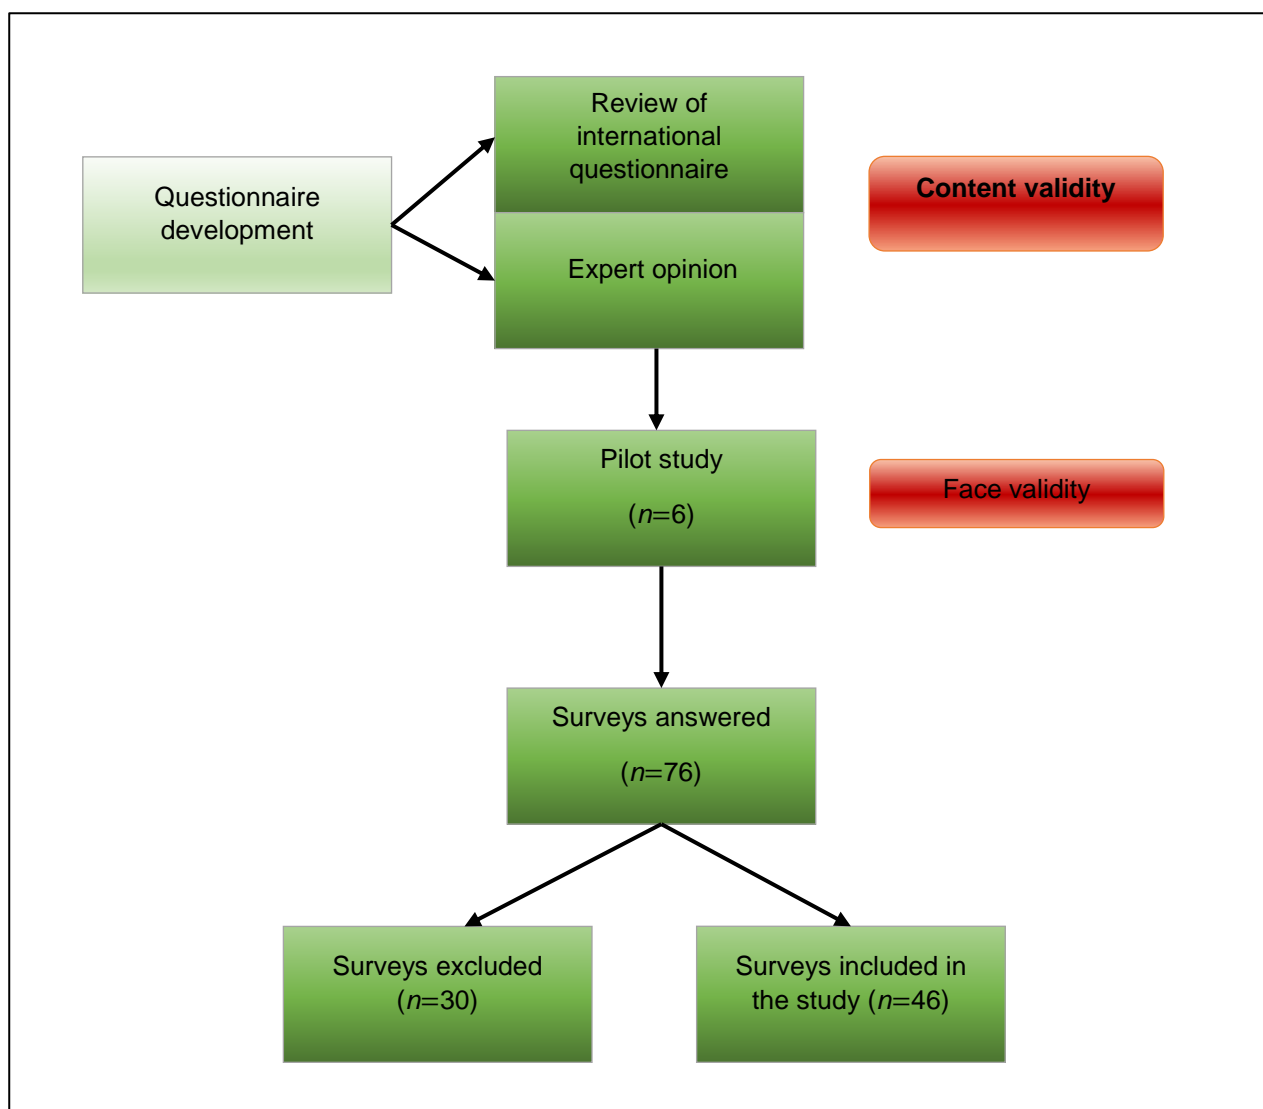 Review of
international
questionnaire
Content validity
Questionnaire
development
Expert opinion
Pilot study
(n=6)
Face validity
Surveys answered
(n=76)
Surveys excluded
(n=30)
Surveys included in
the study (n=46)